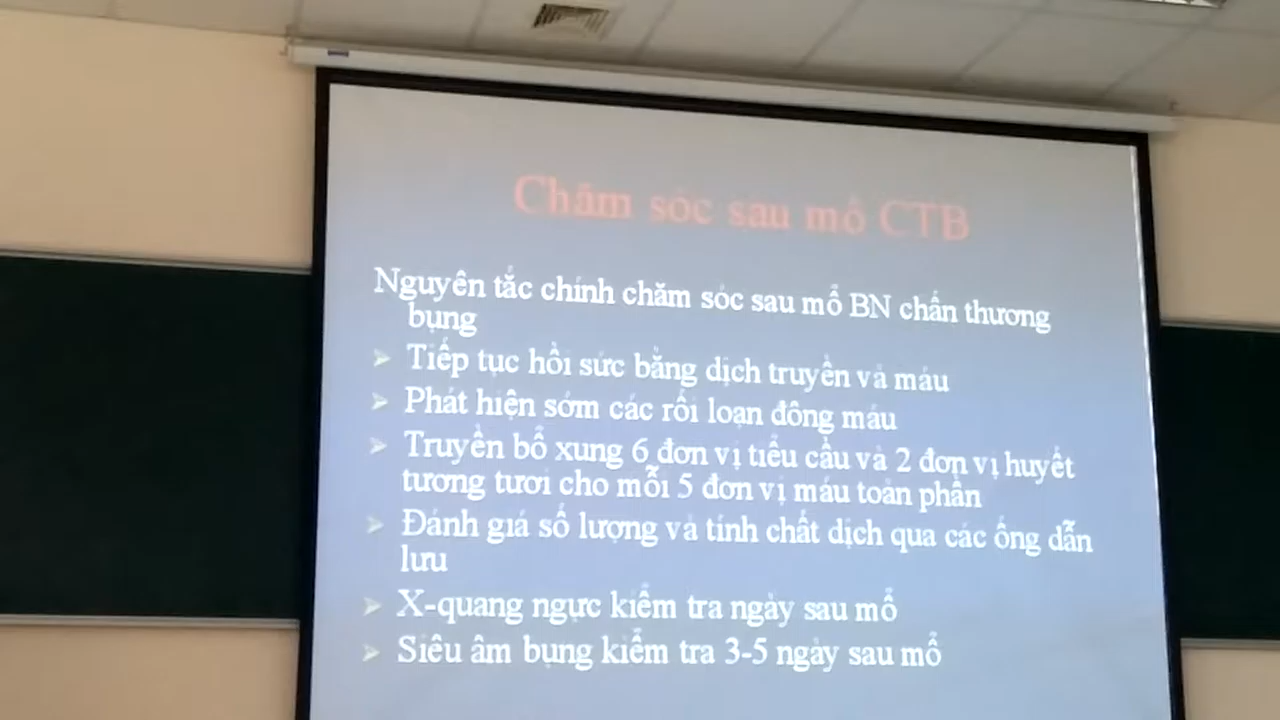 Chăm sóc sau mổ CTB
Nguyên tắc chính chăm sóc sau mổ BN chấn thương
bụng
Tiếp tục hồi sức bằng dịch truyền và máu
Phát hiện sớm các rối loạn đông máu
Truyền bổ xung 6 đơn vị tiểu cầu và 2 đơn vị huyết
tương tươi cho mỗi 5 đơn vị máu toàn phần
Đánh giá số lượng và tính chất dịch qua các ống dẫn
lưu
X-quang ngực kiểm tra ngày sau mổ
Siêu âm bụng kiểm tra 3-5 ngày sau mổ